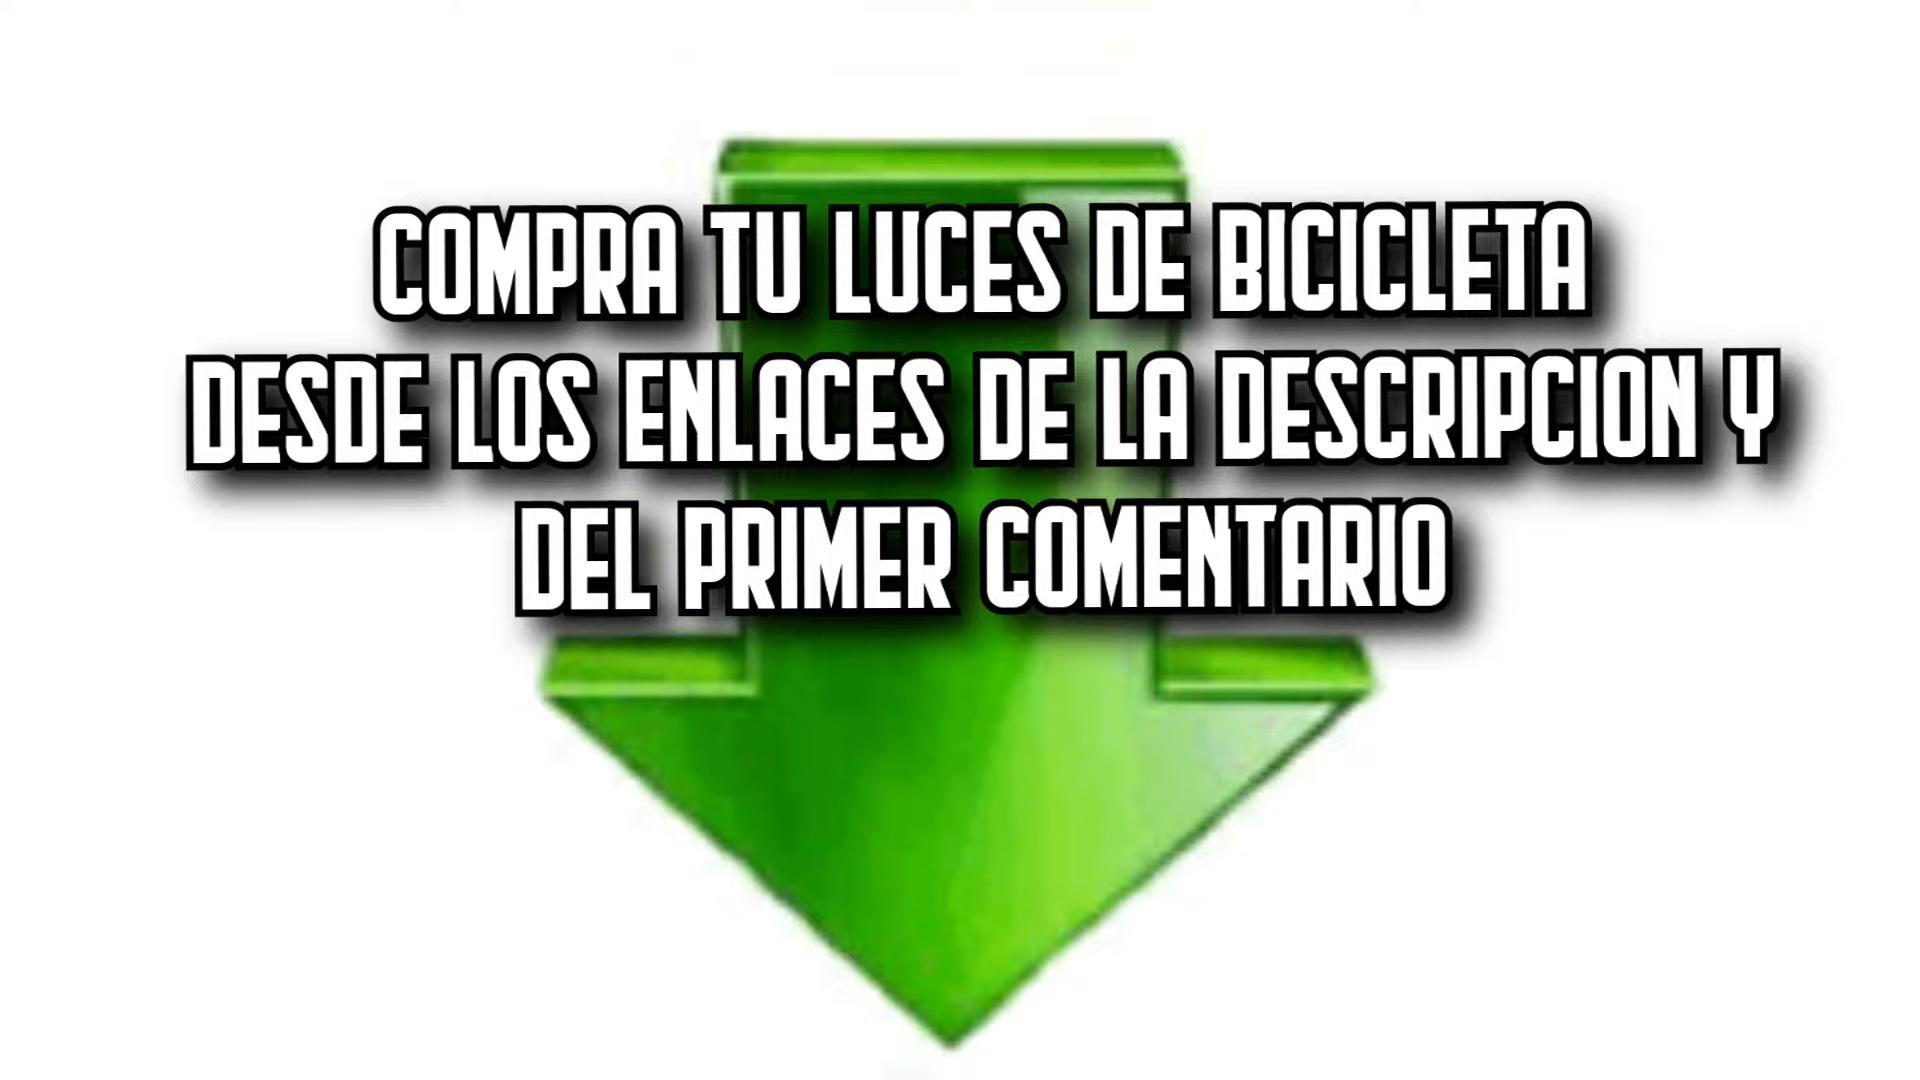 COMPRA TU LUCES DE BICICLETA
DESDE LOS ENLACES DE LA DESCRIPCION Y
DEL PRIMER COMENTARIO